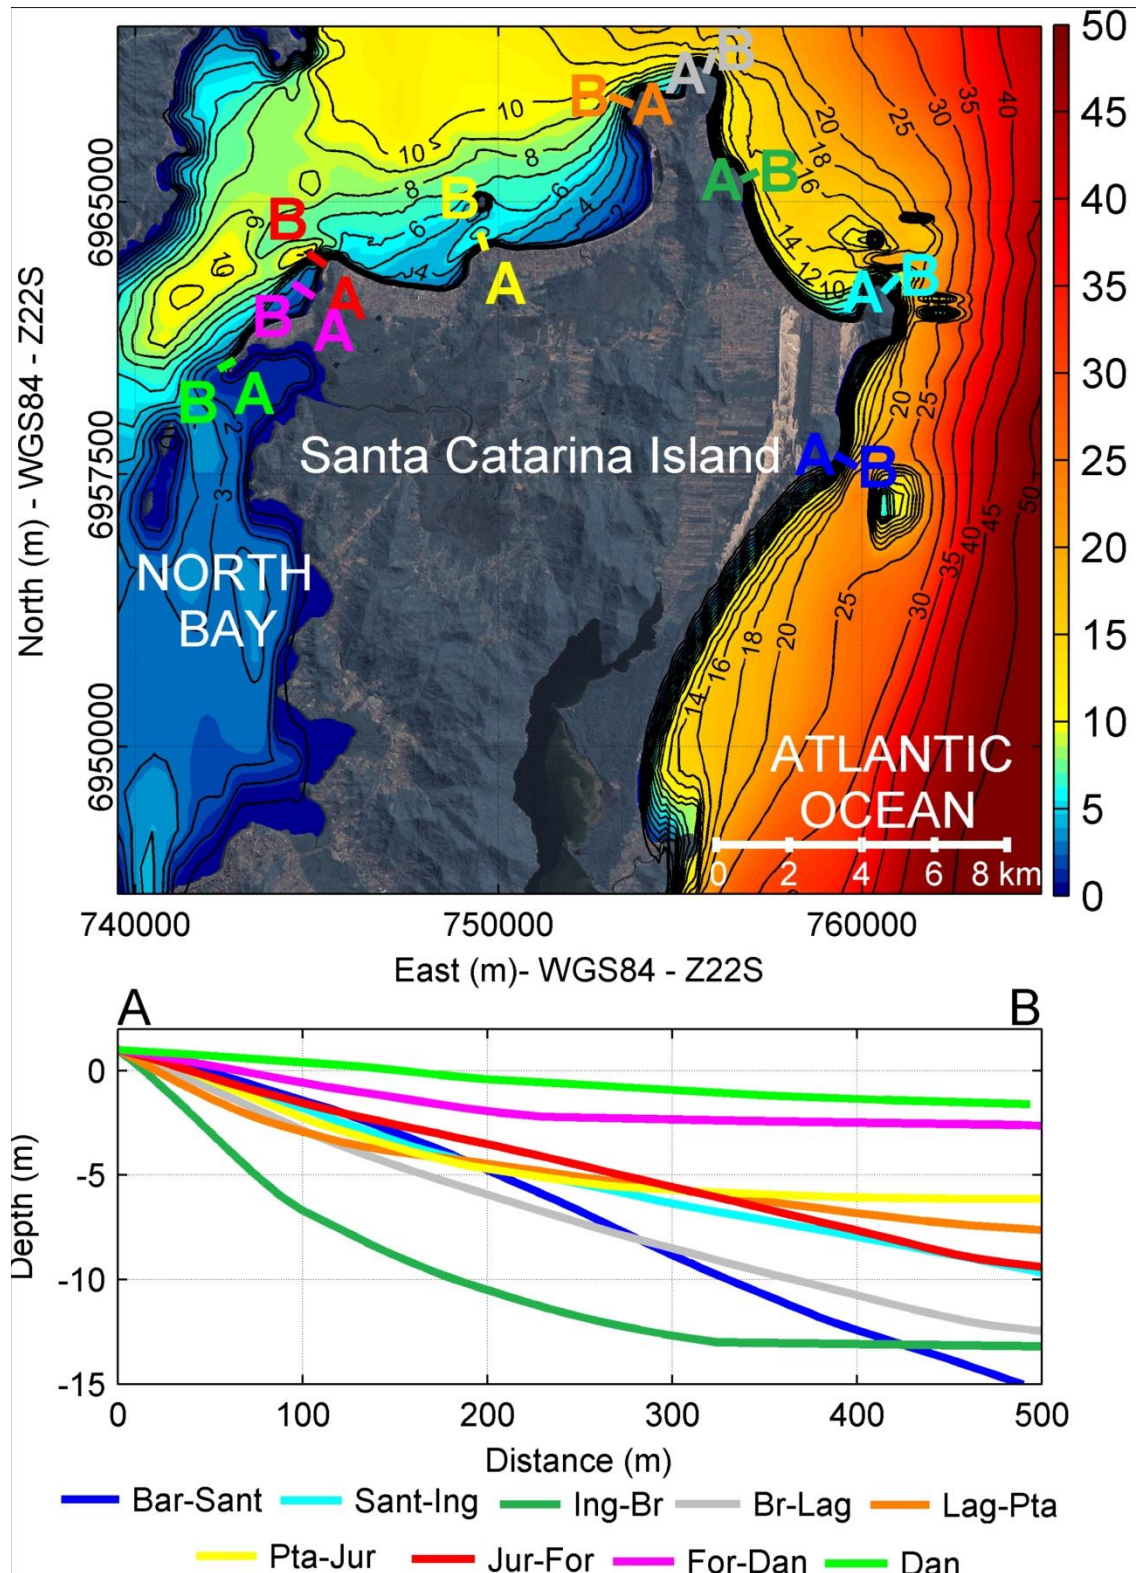 50
45
40
35
30
25
20
15
10
5
0
B
A
B
A
B
A
B
A
B
A
B
A
B
A
B
A
B
A
10
10
8
8
6
6
4
4
2
6
10
2
3
20
25
30
35
40
18
16
14
12
10
20
25
14
16
18
20
25
30
35
40
45
50
Santa Catarina Island
NORTH
BAY
ATLANTIC
OCEAN
0 2 4 6 8 km
North (m) - WGS84 - Z22S
6965000
6957500
6950000
740000 750000 760000
East (m)- WGS84 - Z22S
A B
Depth (m)
0
-5
-10
-15
0 100 200 300 400 500
Distance (m)
Bar-Sant Sant-Ing Ing-Br Br-Lag Lag-Pta
Pta-Jur Jur-For For-Dan Dan